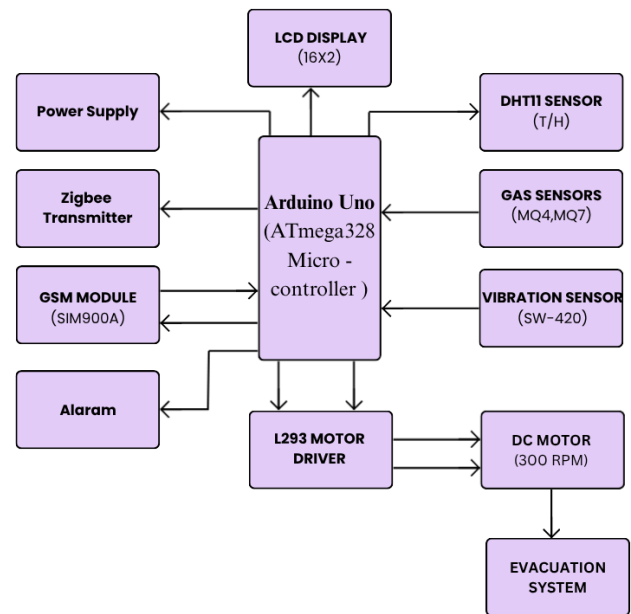 LCD DISPLAY
(16X2)
Power Supply
DHT11 SENSOR
(T/H)
Zigbee
Transmitter
Arduino Uno
(ATmega328
Micro -
controller )
GAS SENSORS
(MQ4,MQ7)
GSM MODULE
(SIM900A)
VIBRATION SENSOR
(SW-420)
Alaram
L293 MOTOR
DRIVER
DC MOTOR
(300 RPM)
EVACUATION
SYSTEM